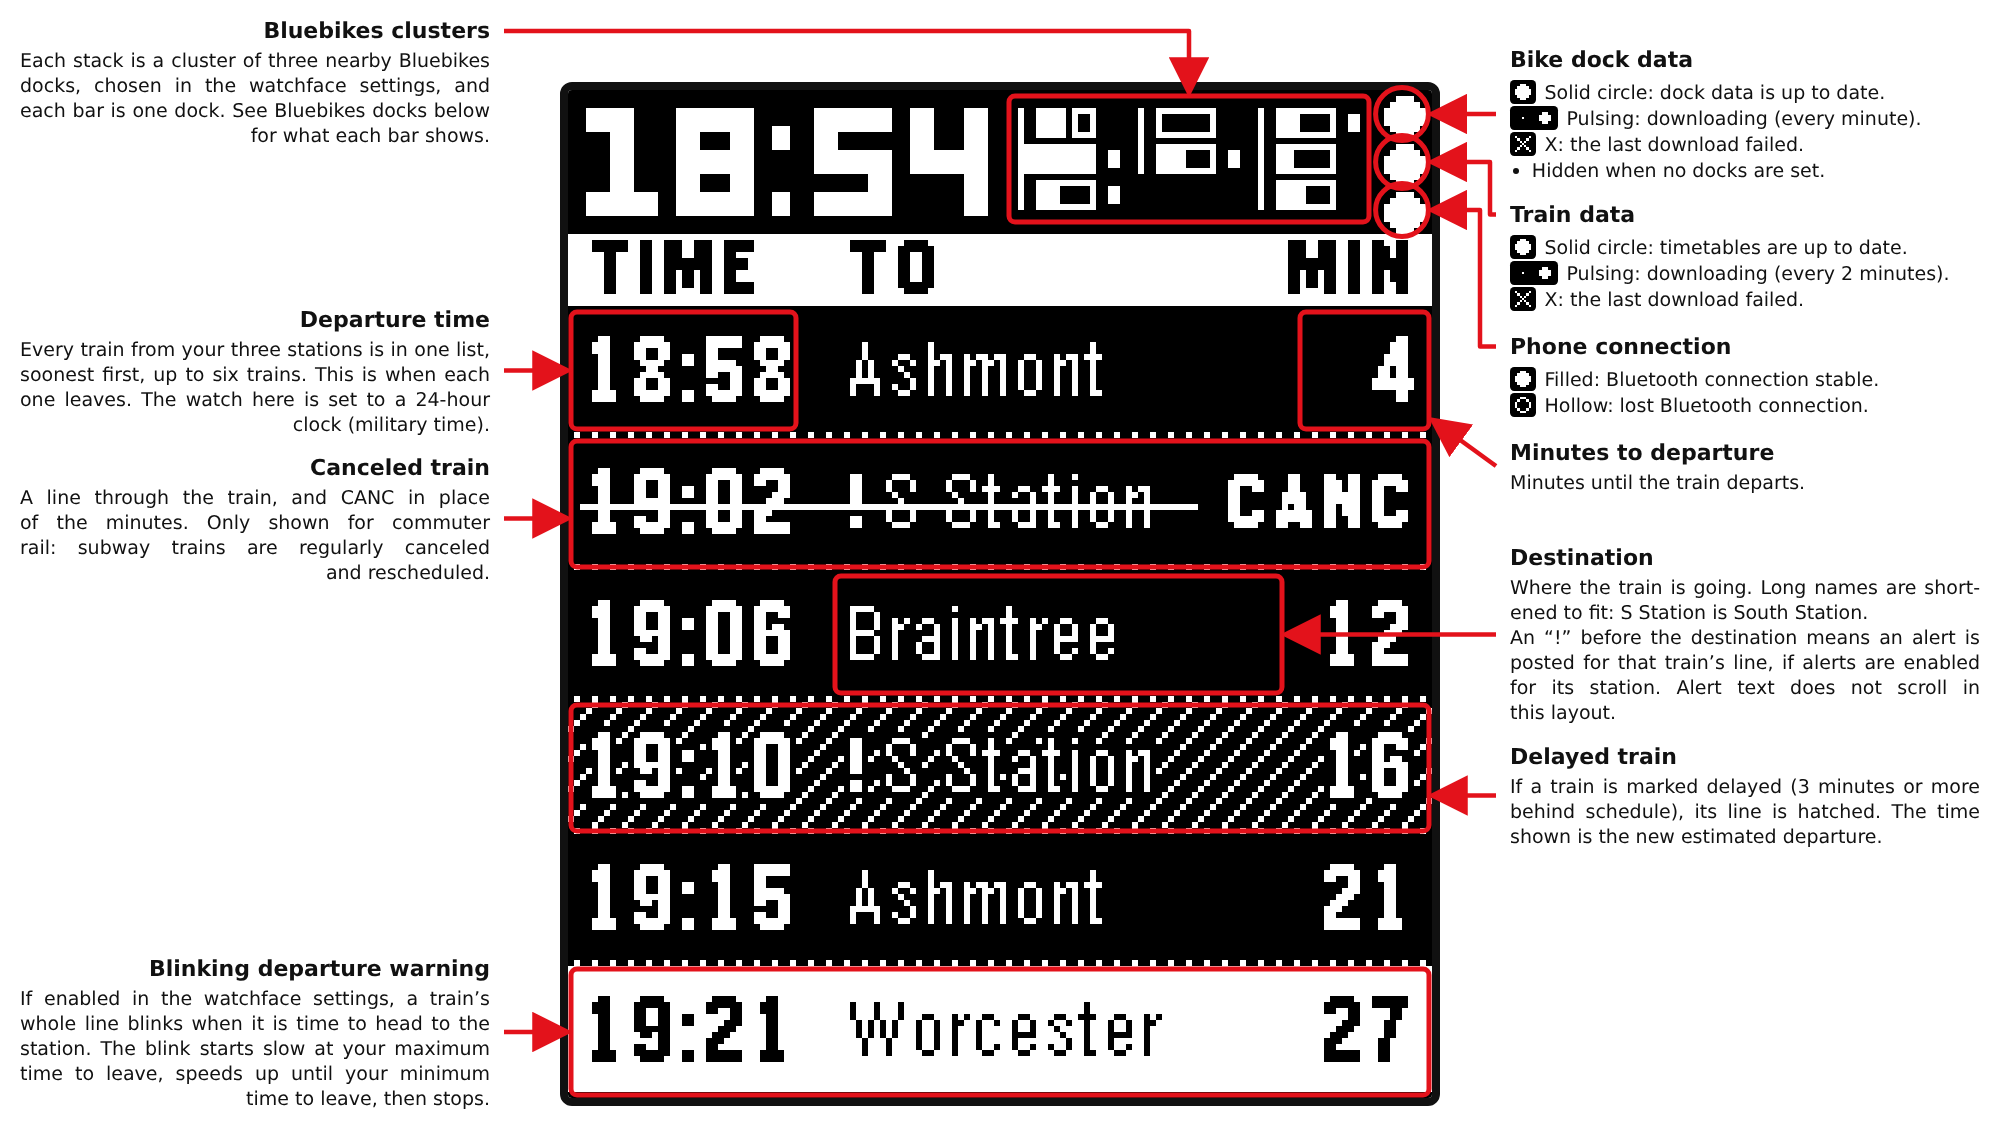 Bluebikes clusters
Each stack is a cluster of three nearby Bluebikes
docks, chosen in the watchface settings, and
each bar is one dock. See Bluebikes docks below
for what each bar shows.
Departure time
Every train from your three stations is in one list,
soonest first, up to six trains. This is when each
one leaves. The watch here is set to a 24-hour
clock (military time).
Canceled train
A line through the train, and CANC in place
of the minutes. Only shown for commuter
rail: subway trains are regularly canceled
and rescheduled.
Blinking departure warning
If enabled in the watchface settings, a train’s
whole line blinks when it is time to head to the
station. The blink starts slow at your maximum
time to leave, speeds up until your minimum
time to leave, then stops.
18:54
TIME TO MIN
18:58 Ashmont 4
19:02 !S Station CANC
19:06 Braintree 12
19:10 !S Station 16
19:15 Ashmont 21
19:21 Worcester 27
Bike dock data
Solid circle: dock data is up to date.
Pulsing: downloading (every minute).
X: the last download failed.
• Hidden when no docks are set.
Train data
Solid circle: timetables are up to date.
Pulsing: downloading (every 2 minutes).
X: the last download failed.
Phone connection
Filled: Bluetooth connection stable.
Hollow: lost Bluetooth connection.
Minutes to departure
Minutes until the train departs.
Destination
Where the train is going. Long names are short-
ened to fit: S Station is South Station.
An “!” before the destination means an alert is
posted for that train’s line, if alerts are enabled
for its station. Alert text does not scroll in
this layout.
Delayed train
If a train is marked delayed (3 minutes or more
behind schedule), its line is hatched. The time
shown is the new estimated departure.